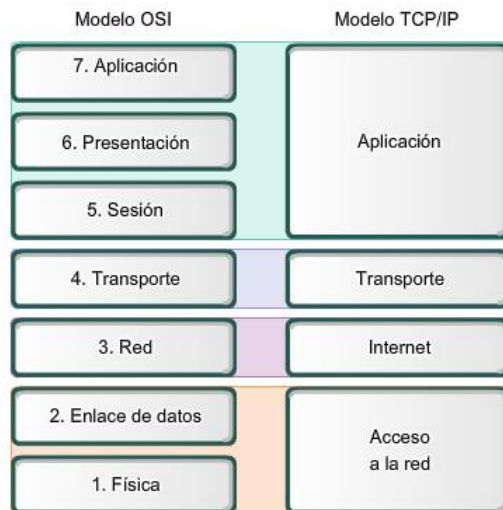 Modelo OSI
Modelo TCP/IP
7. Aplicación
6. Presentación
5. Sesión
Aplicación
4. Transporte
Transporte
3. Red
Internet
2. Enlace de datos
1. Física
Acceso
a la red